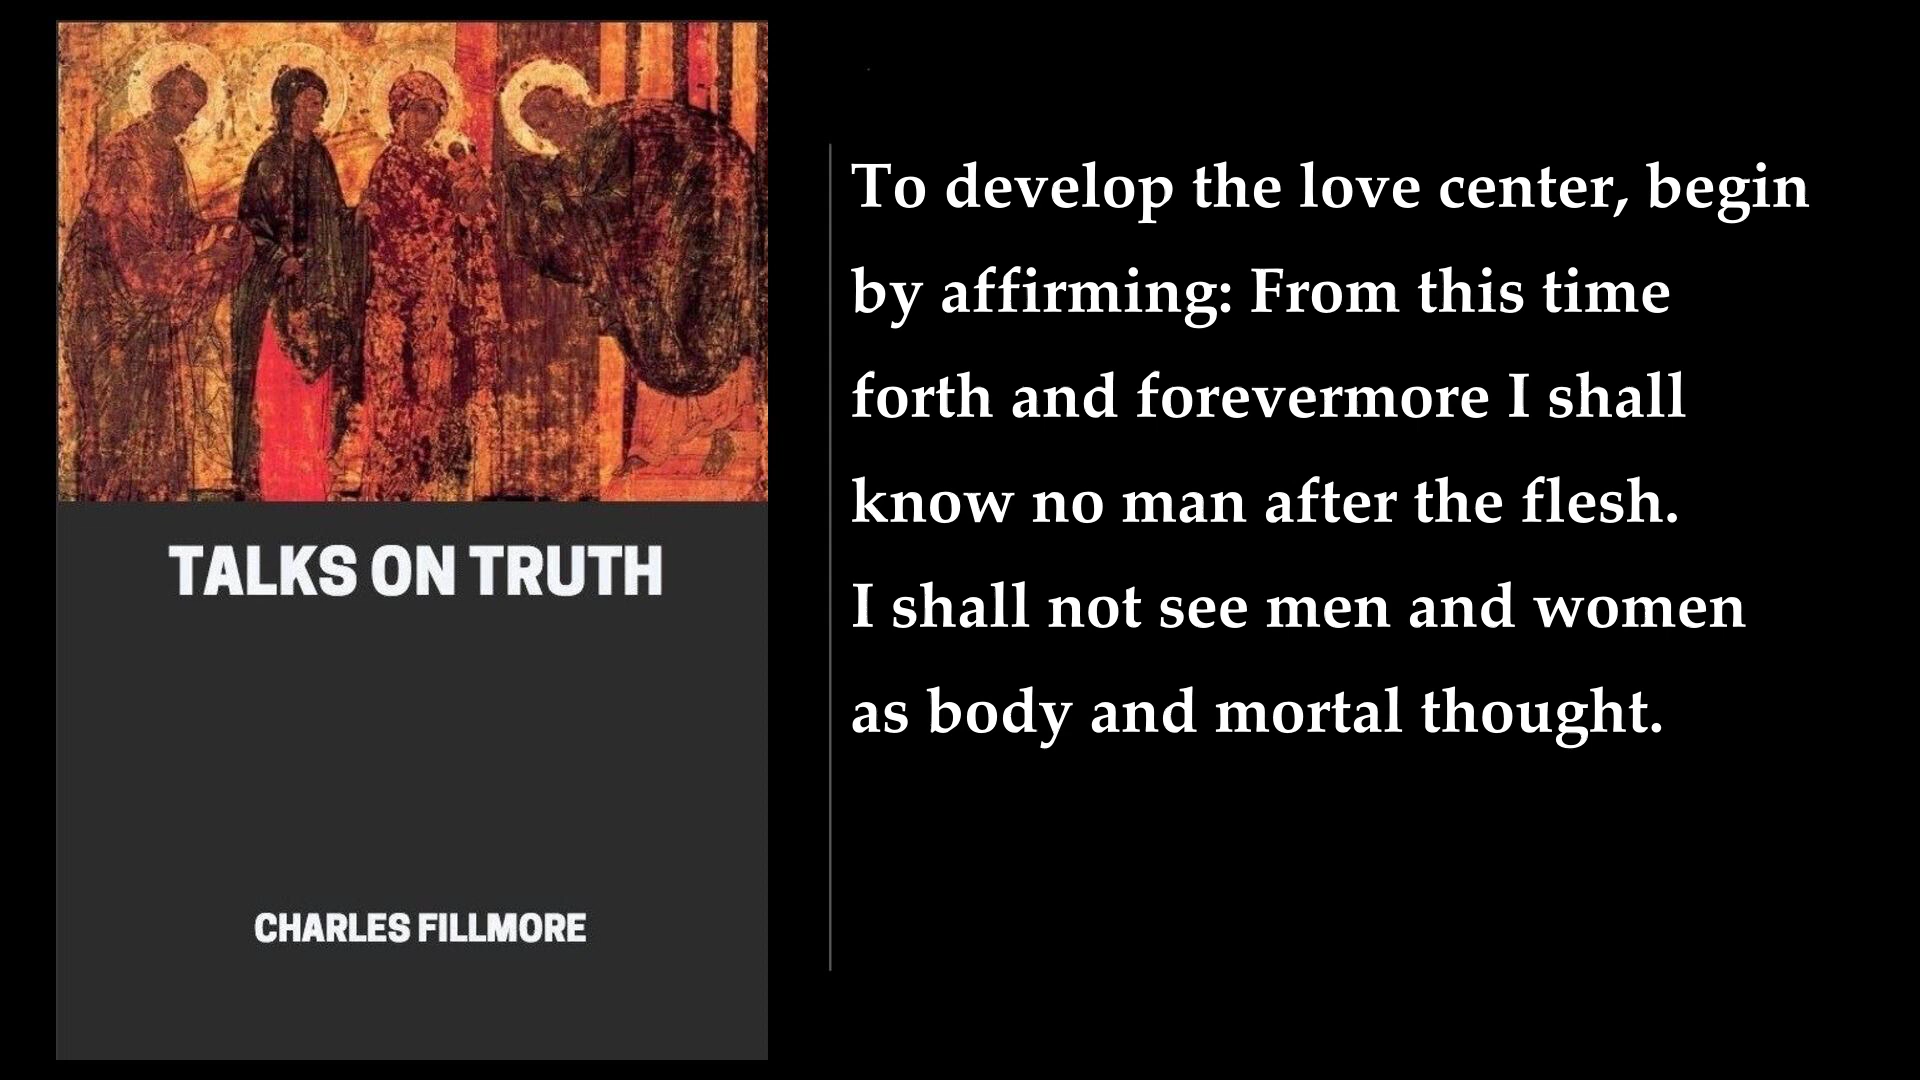 TALKS ON TRUTH
CHARLES FILLMORE
To develop the love center, begin
by affirming: From this time
forth and forevermore I shall
know no man after the flesh.
I shall not see men and women
as body and mortal thought.